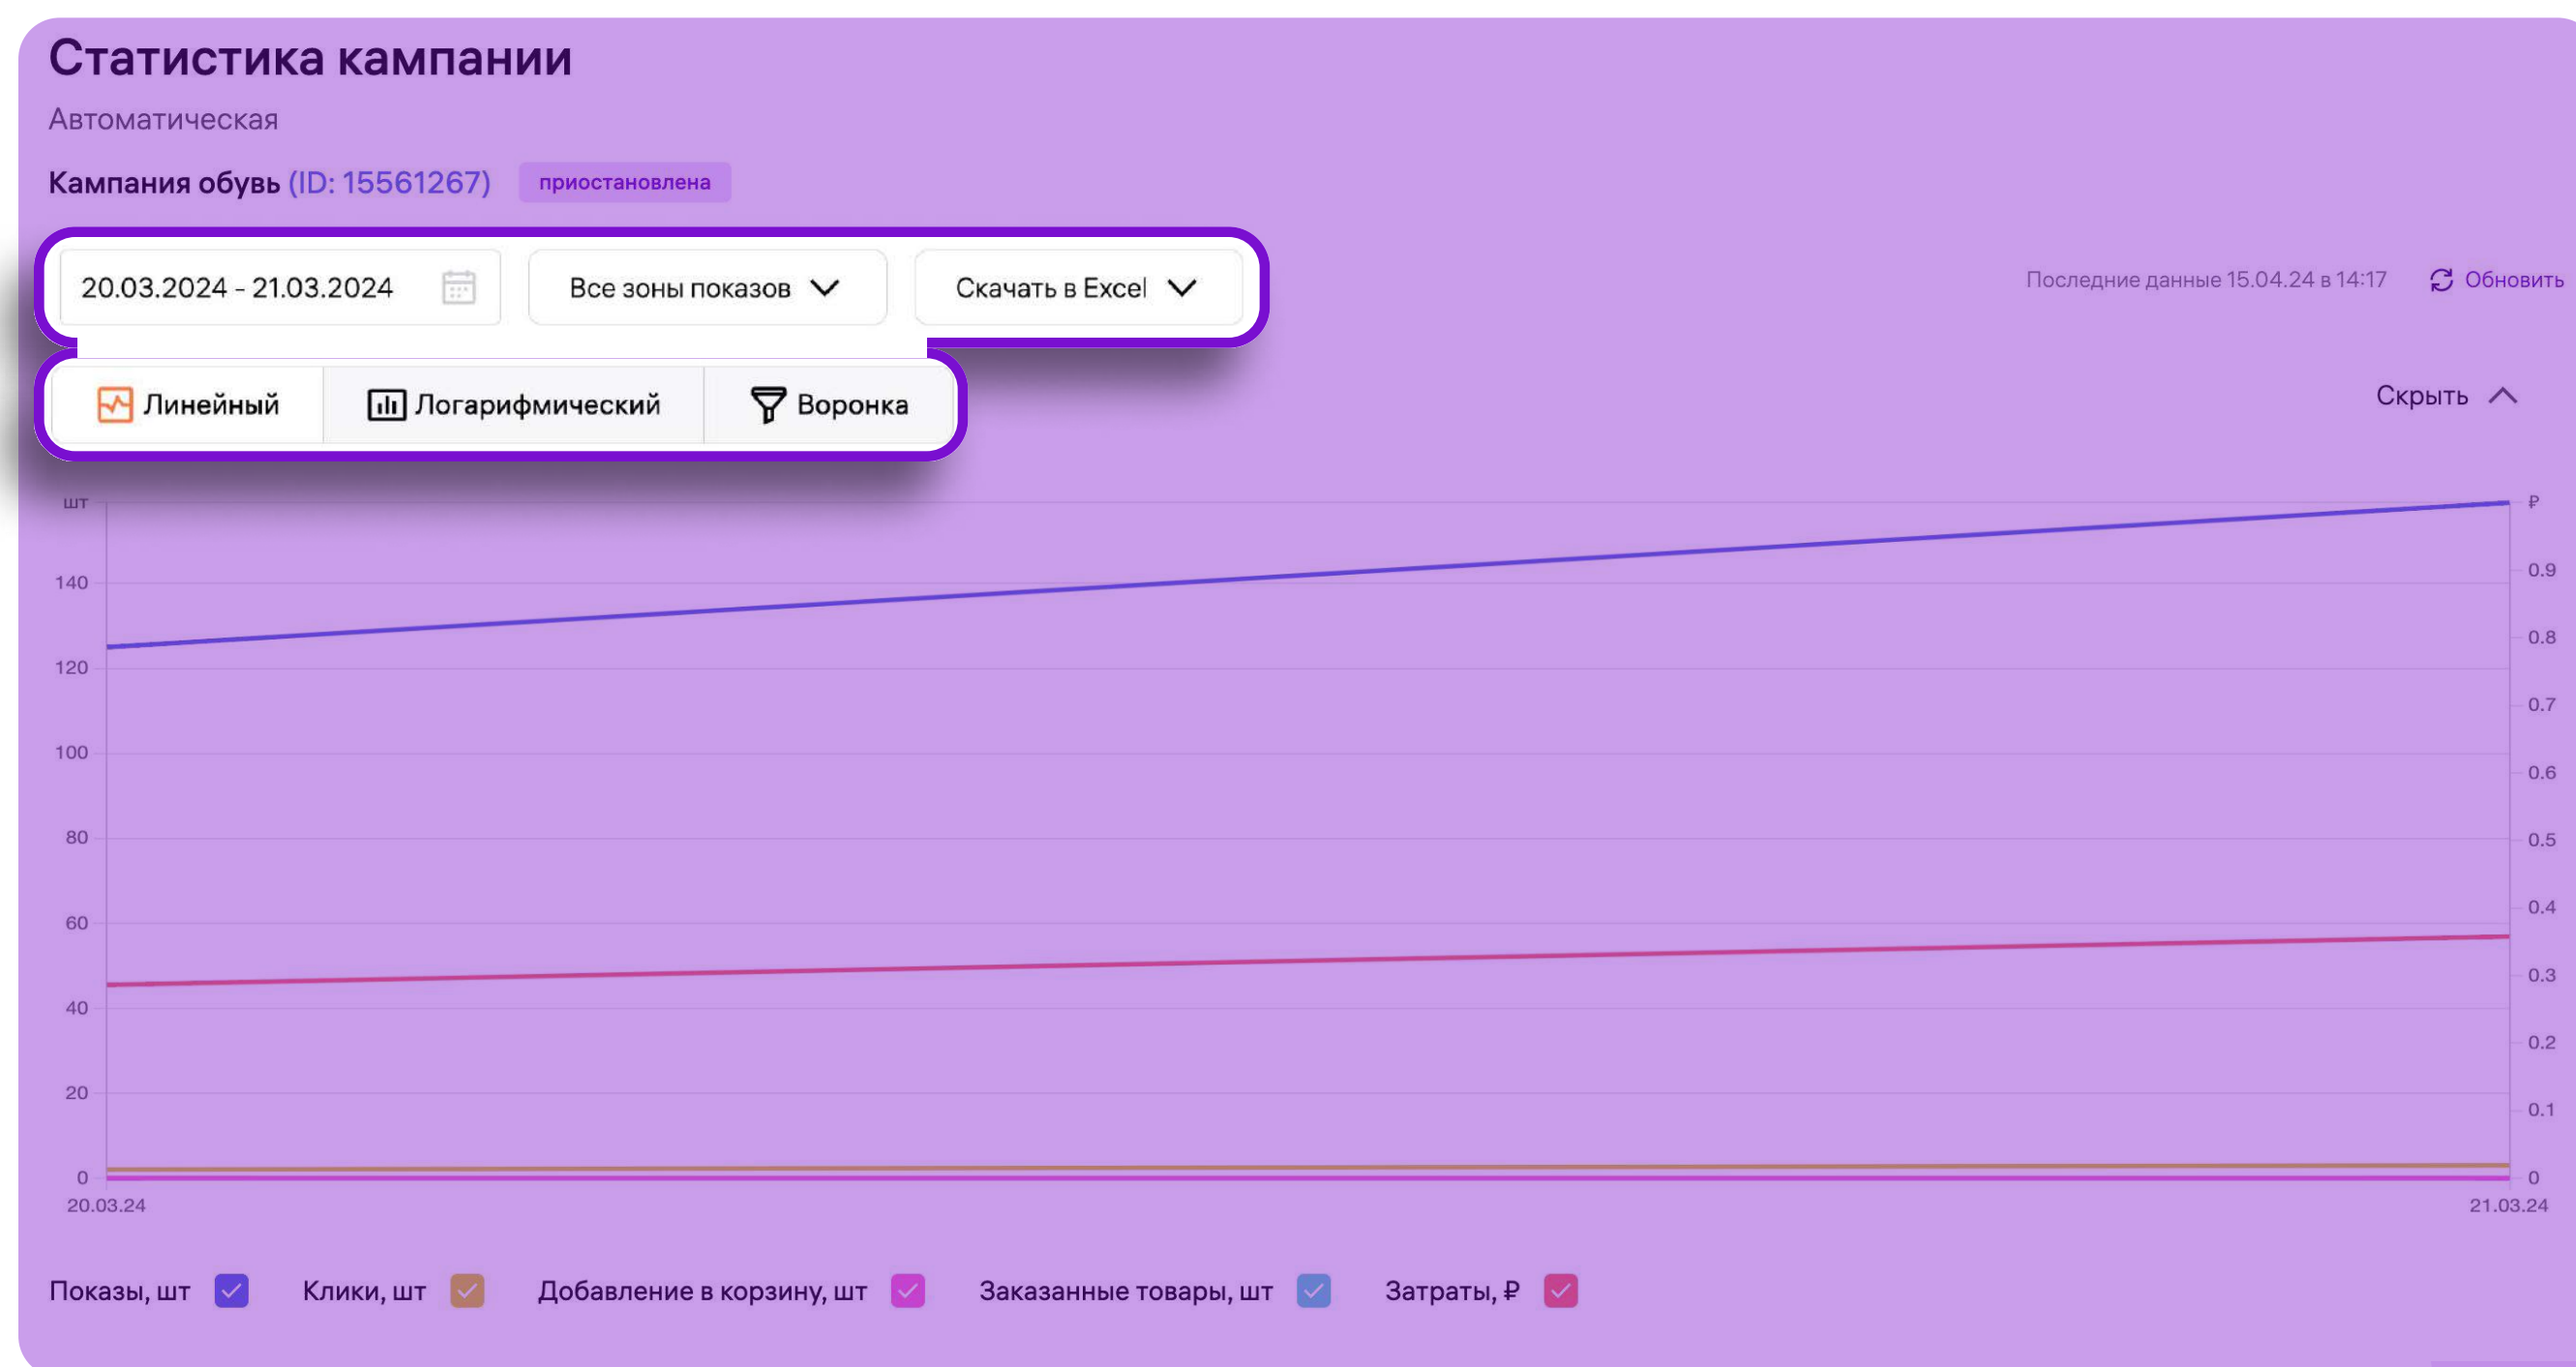 Статистика кампании
Автоматическая
Кампания обувь (ID: 15561267) приостановлена
20.03.2024 - 21.03.2024 Все зоны показов Скачать в Excel Последние данные 15.04.24 в 14:17 Обновить
Линейный Логарифмический Воронка Скрыть
шт ₽
140 0.9
120 0.8
0.7
100
0.6
80 0.5
60 0.4
0.3
40
0.2
20
0.1
0 0
20.03.24 21.03.24
Показы, шт Клики, шт Добавление в корзину, шт Заказанные товары, шт Затраты, ₽